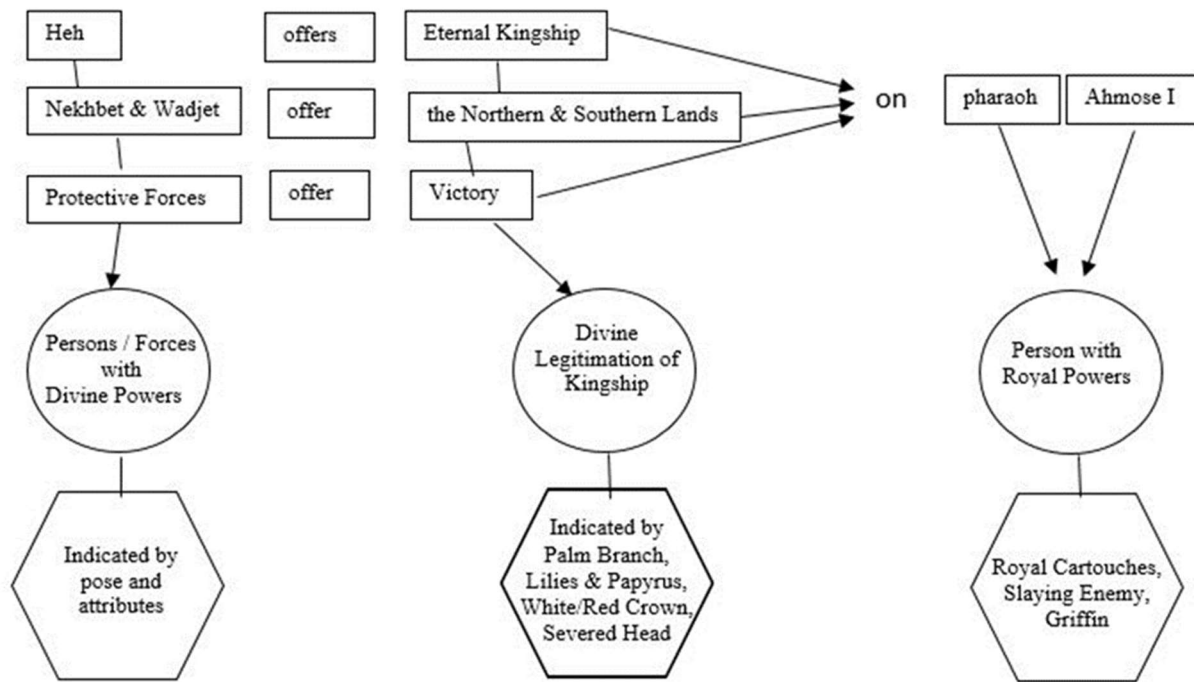 Heh
offers
Eternal Kingship
Nekhbet & Wadjet
offer
the Northern & Southern Lands
on
pharaoh
Ahmose I
Protective Forces
offer
Victory
Persons / Forces
with
Divine Powers
Divine
Legitimation of
Kingship
Person with
Royal Powers
Indicated by
pose and
attributes
Indicated by
Palm Branch,
Lilies & Papyrus,
White/Red Crown,
Severed Head
Royal Cartouches,
Slaying Enemy,
Griffin